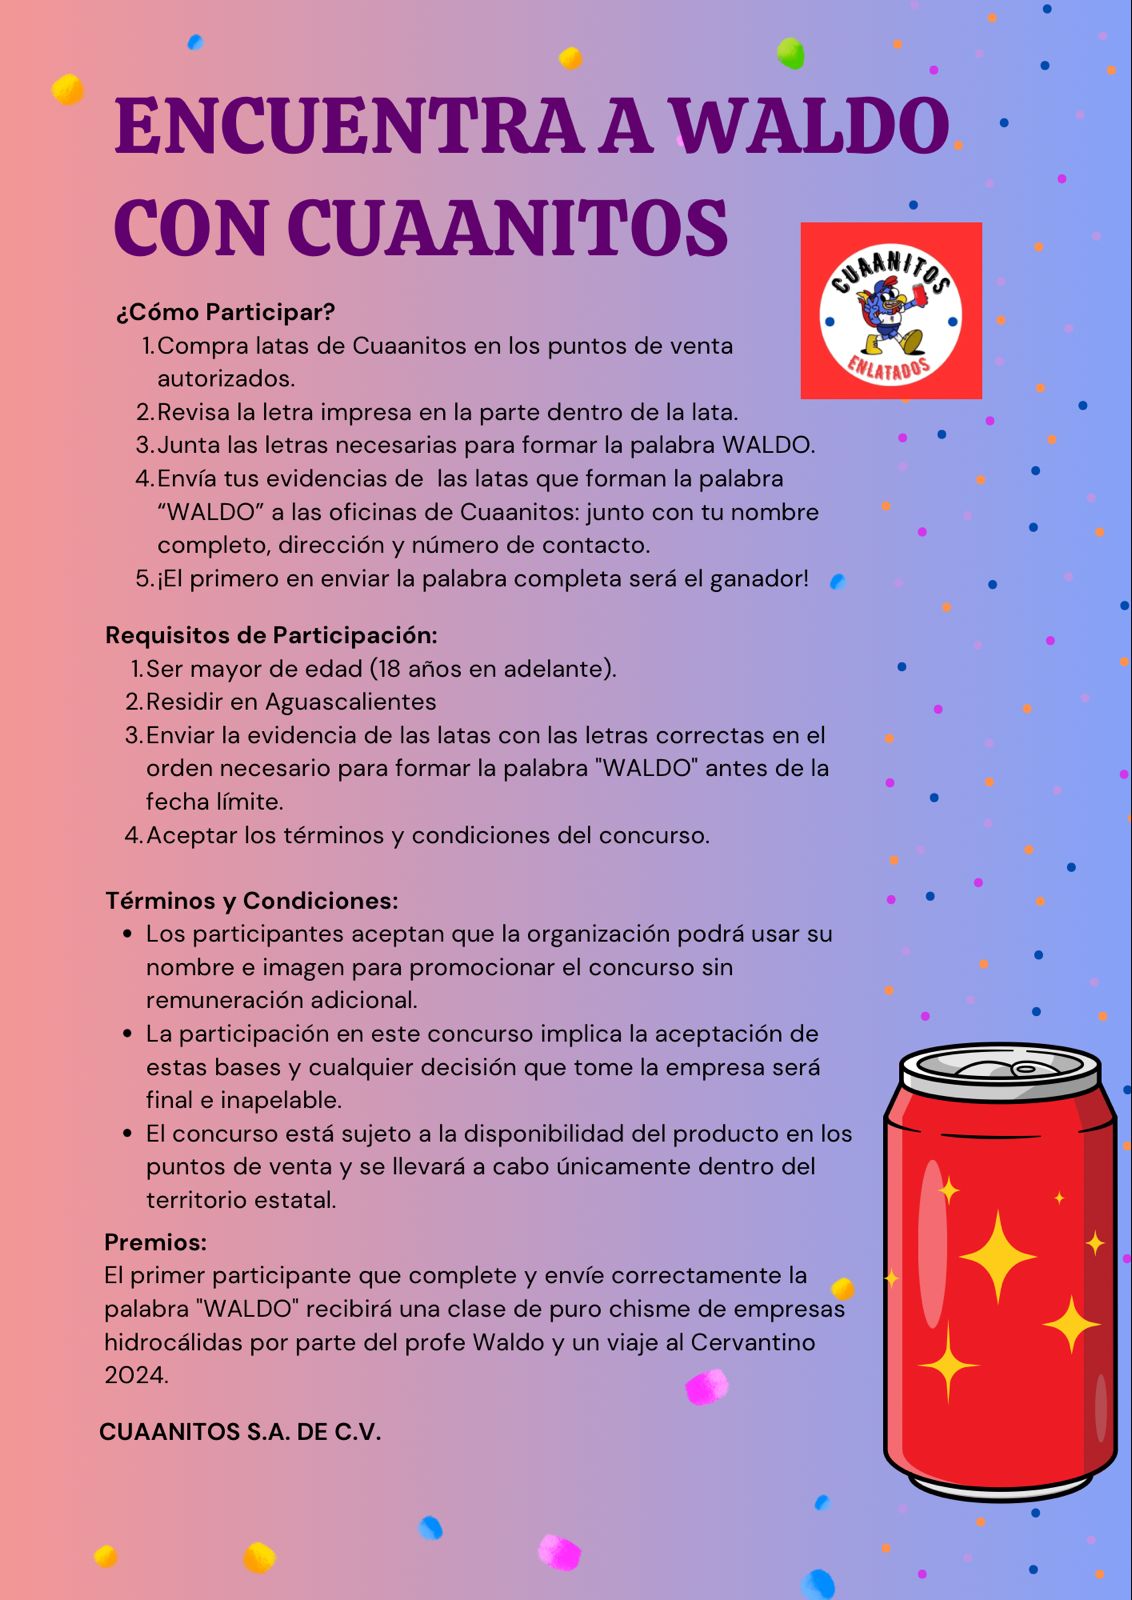 ENCUENTRA A WALDO
CON CUAANITOS
CUAANITOS
ENLATADOS
¿Cómo Participar?
1.Compra latas de Cuaanitos en los puntos de venta
autorizados.
2.Revisa la letra impresa en la parte dentro de la lata.
3.Junta las letras necesarias para formar la palabra WALDO.
4.Envía tus evidencias de  las latas que forman la palabra
“WALDO” a las oficinas de Cuaanitos: junto con tu nombre
completo, dirección y número de contacto.
5.¡El primero en enviar la palabra completa será el ganador!
Requisitos de Participación:
1.Ser mayor de edad (18 años en adelante).
2.Residir en Aguascalientes
3.Enviar la evidencia de las latas con las letras correctas en el
orden necesario para formar la palabra "WALDO" antes de la
fecha límite.
4.Aceptar los términos y condiciones del concurso.
Términos y Condiciones:
• Los participantes aceptan que la organización podrá usar su
nombre e imagen para promocionar el concurso sin
remuneración adicional.
• La participación en este concurso implica la aceptación de
estas bases y cualquier decisión que tome la empresa será
final e inapelable.
• El concurso está sujeto a la disponibilidad del producto en los
puntos de venta y se llevará a cabo únicamente dentro del
territorio estatal.
Premios:
El primer participante que complete y envíe correctamente la
palabra "WALDO" recibirá una clase de puro chisme de empresas
hidrocálidas por parte del profe Waldo y un viaje al Cervantino
2024.
CUAANITOS S.A. DE C.V.